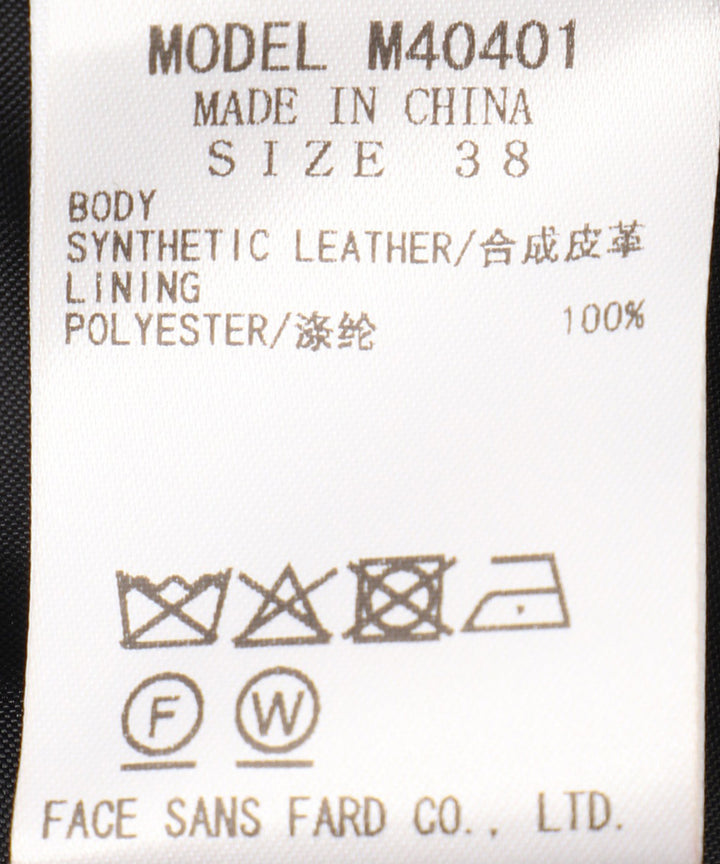 MODEL M40401
MADE IN CHINA
SIZE 38
BODY
SYNTHETIC LEATHER/合成皮革
LINING
POLYESTER/涤纶 100%
F W
FACE SANS FARD CO., LTD.